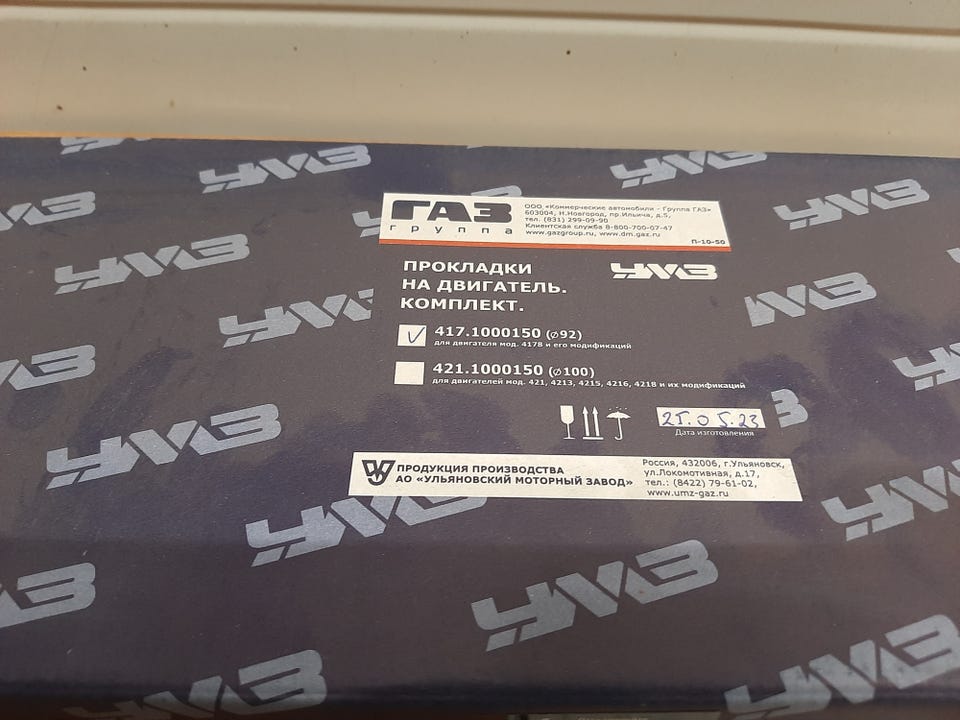 УМЗ
ГАЗ
группа
ООО «Коммерческие автомобили - Группа ГАЗ»
603004, Н.Новгород, пр.Ильича, д.5,
тел. (831) 299-09-90
Клиентская служба 8-800-700-07-47
www.gazgroup.ru, www.dm.gaz.ru
П-10-50
ПРОКЛАДКИ
НА ДВИГАТЕЛЬ.
КОМПЛЕКТ.
УМЗ
417.1000150 (⌀92)
для двигателя мод. 4178 и его модификаций
421.1000150 (⌀100)
для двигателей мод. 421, 4213, 4215, 4216, 4218 и их модификаций
25.05.23
Дата изготовления
ПРОДУКЦИЯ ПРОИЗВОДСТВА
АО «УЛЬЯНОВСКИЙ МОТОРНЫЙ ЗАВОД»
Россия, 432006, г.Ульяновск,
ул.Локомотивная, д.17,
тел.: (8422) 79-61-02,
www.umz-gaz.ru